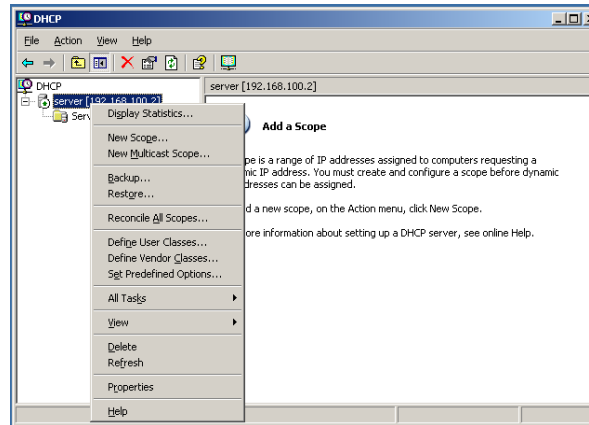 DHCP
File Action View Help
DHCP
server [192.168.100.2]
server [192.168.100.2]
Serv
Display Statistics...
New Scope...
New Multicast Scope...
Backup...
Restore...
Reconcile All Scopes...
Define User Classes...
Define Vendor Classes...
Set Predefined Options...
All Tasks
View
Delete
Refresh
Properties
Help
Add a Scope
pe is a range of IP addresses assigned to computers requesting a
mic IP address. You must create and configure a scope before dynamic
dresses can be assigned.
d a new scope, on the Action menu, click New Scope.
ore information about setting up a DHCP server, see online Help.